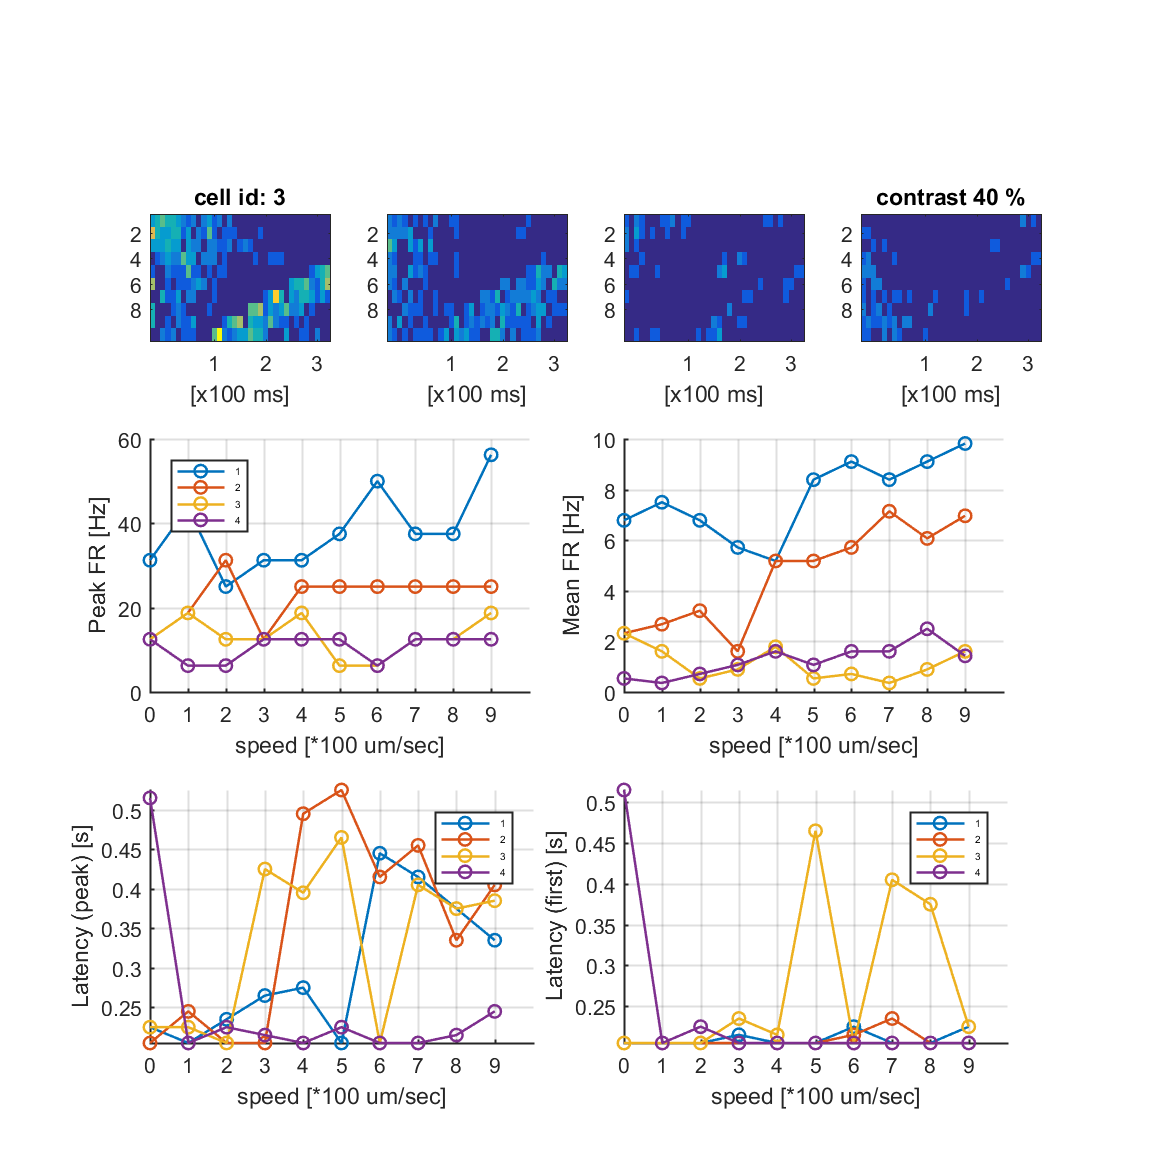 cell id: 3
contrast 40 %
2
4
6
8
1 2 3
[x100 ms]
2
4
6
8
1 2 3
[x100 ms]
2
4
6
8
1 2 3
[x100 ms]
2
4
6
8
1 2 3
[x100 ms]
Peak FR [Hz]
60
40
20
0
1
2
3
4
0 1 2 3 4 5 6 7 8 9
speed [*100 um/sec]
Mean FR [Hz]
10
8
6
4
2
0
0 1 2 3 4 5 6 7 8 9
speed [*100 um/sec]
Latency (peak) [s]
0.5
0.45
0.4
0.35
0.3
0.25
1
2
3
4
0 1 2 3 4 5 6 7 8 9
speed [*100 um/sec]
Latency (first) [s]
0.5
0.45
0.4
0.35
0.3
0.25
1
2
3
4
0 1 2 3 4 5 6 7 8 9
speed [*100 um/sec]